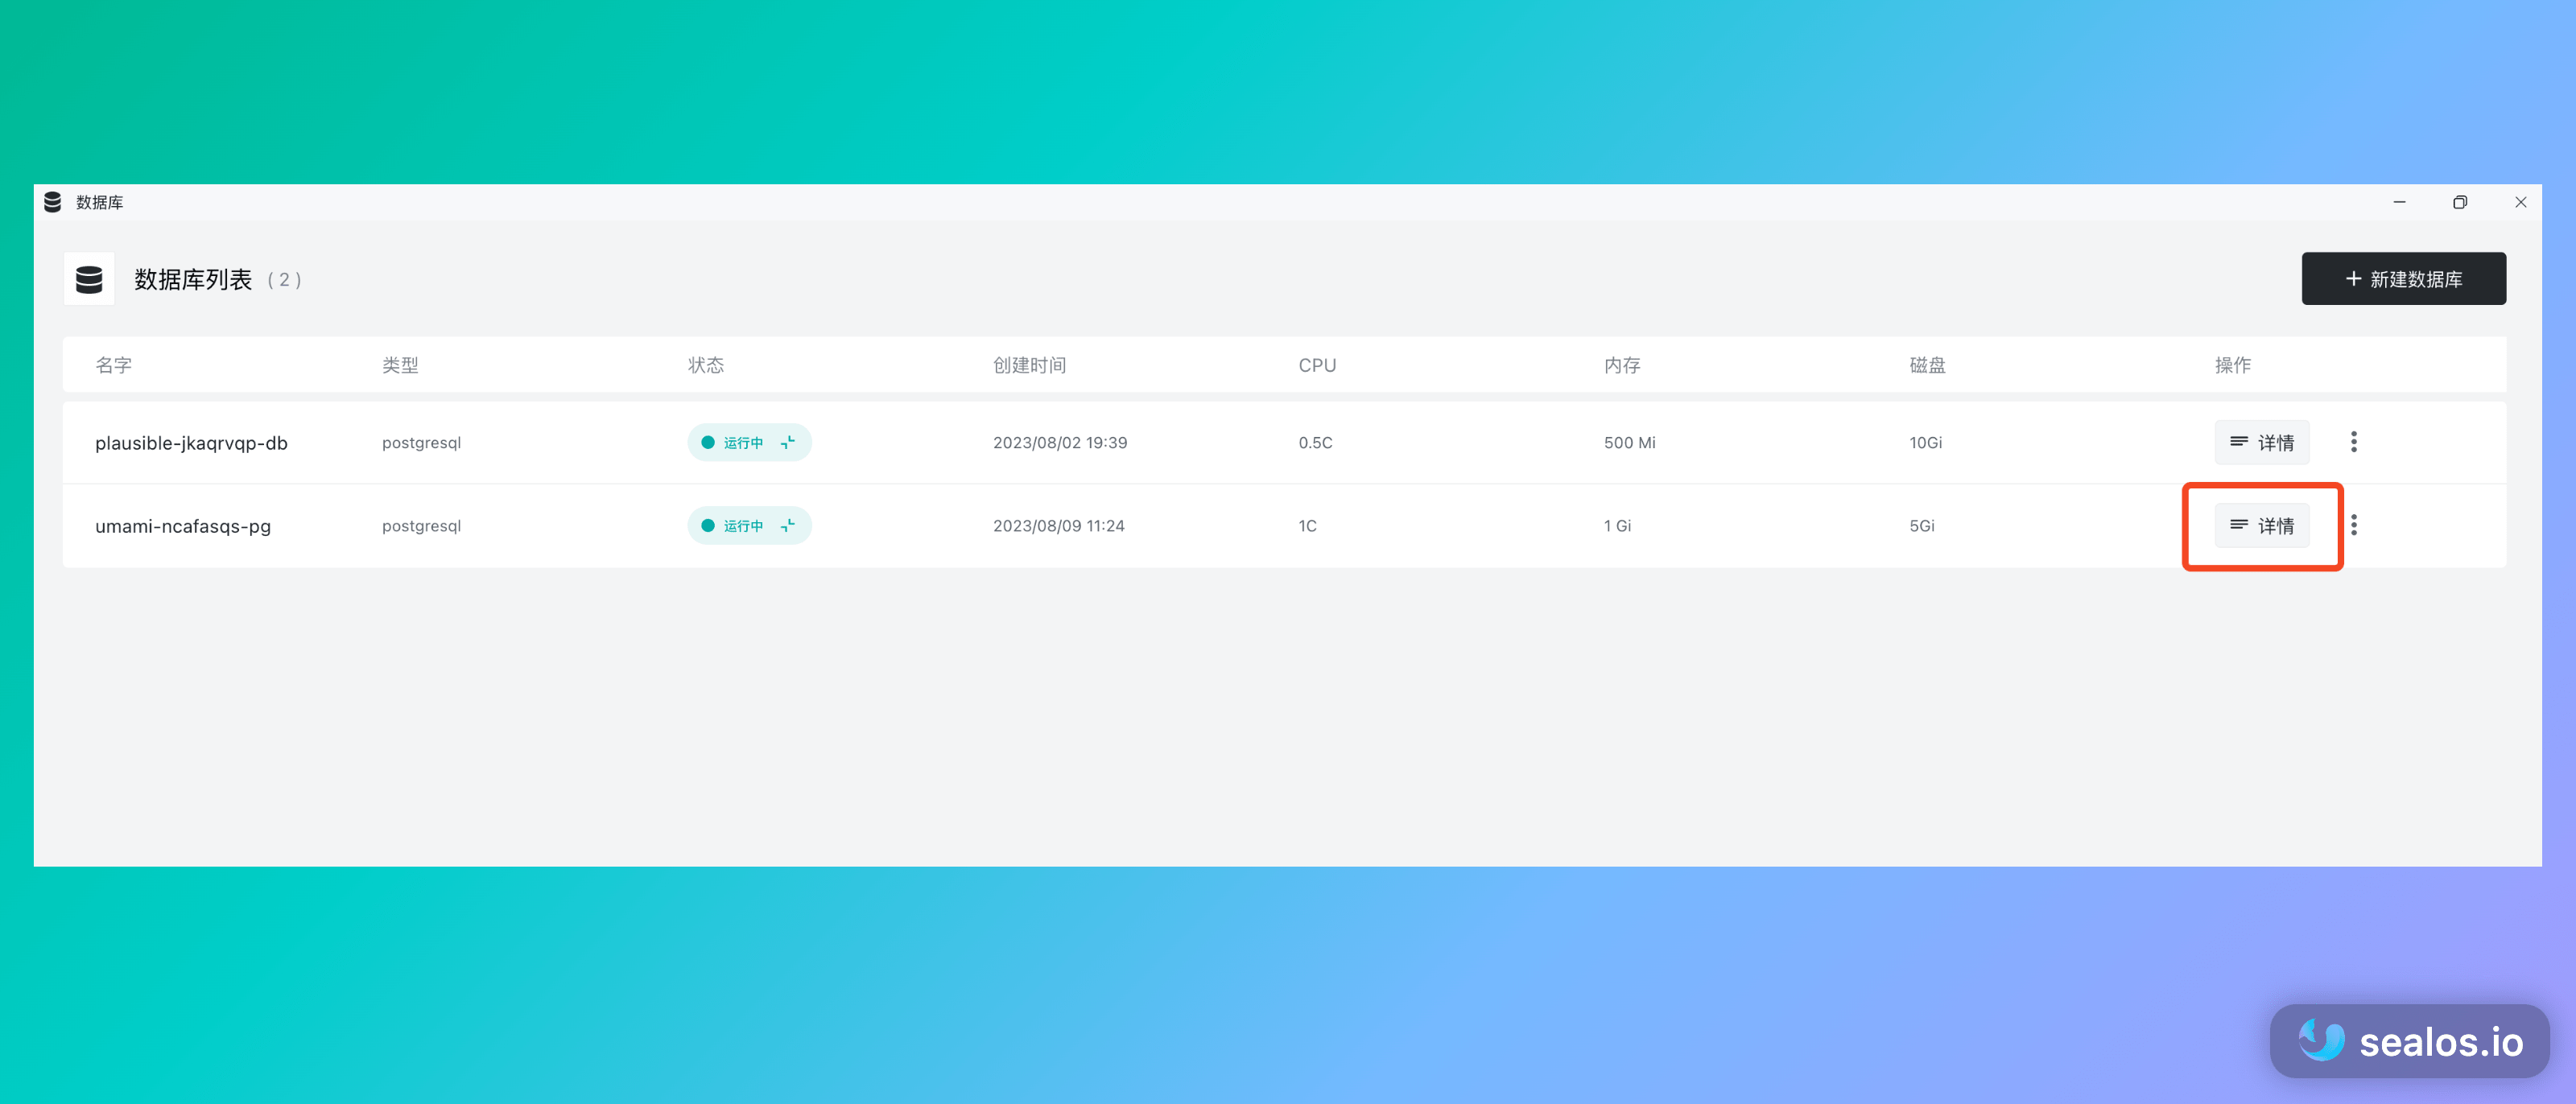 数据库
数据库列表 ( 2 )
+ 新建数据库
名字 类型 状态 创建时间 CPU 内存 磁盘 操作
plausible-jkaqrvqp-db postgresql 运行中 2023/08/02 19:39 0.5C 500 Mi 10Gi 详情
umami-ncafasqs-pg postgresql 运行中 2023/08/09 11:24 1C 1 Gi 5Gi 详情
sealos.io